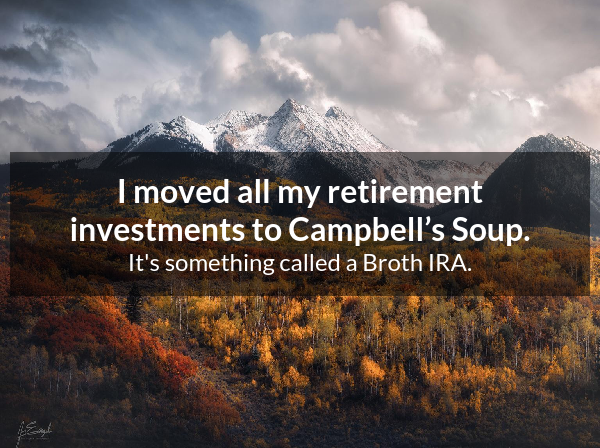 I moved all my retirement
investments to Campbell’s Soup.
It's something called a Broth IRA.